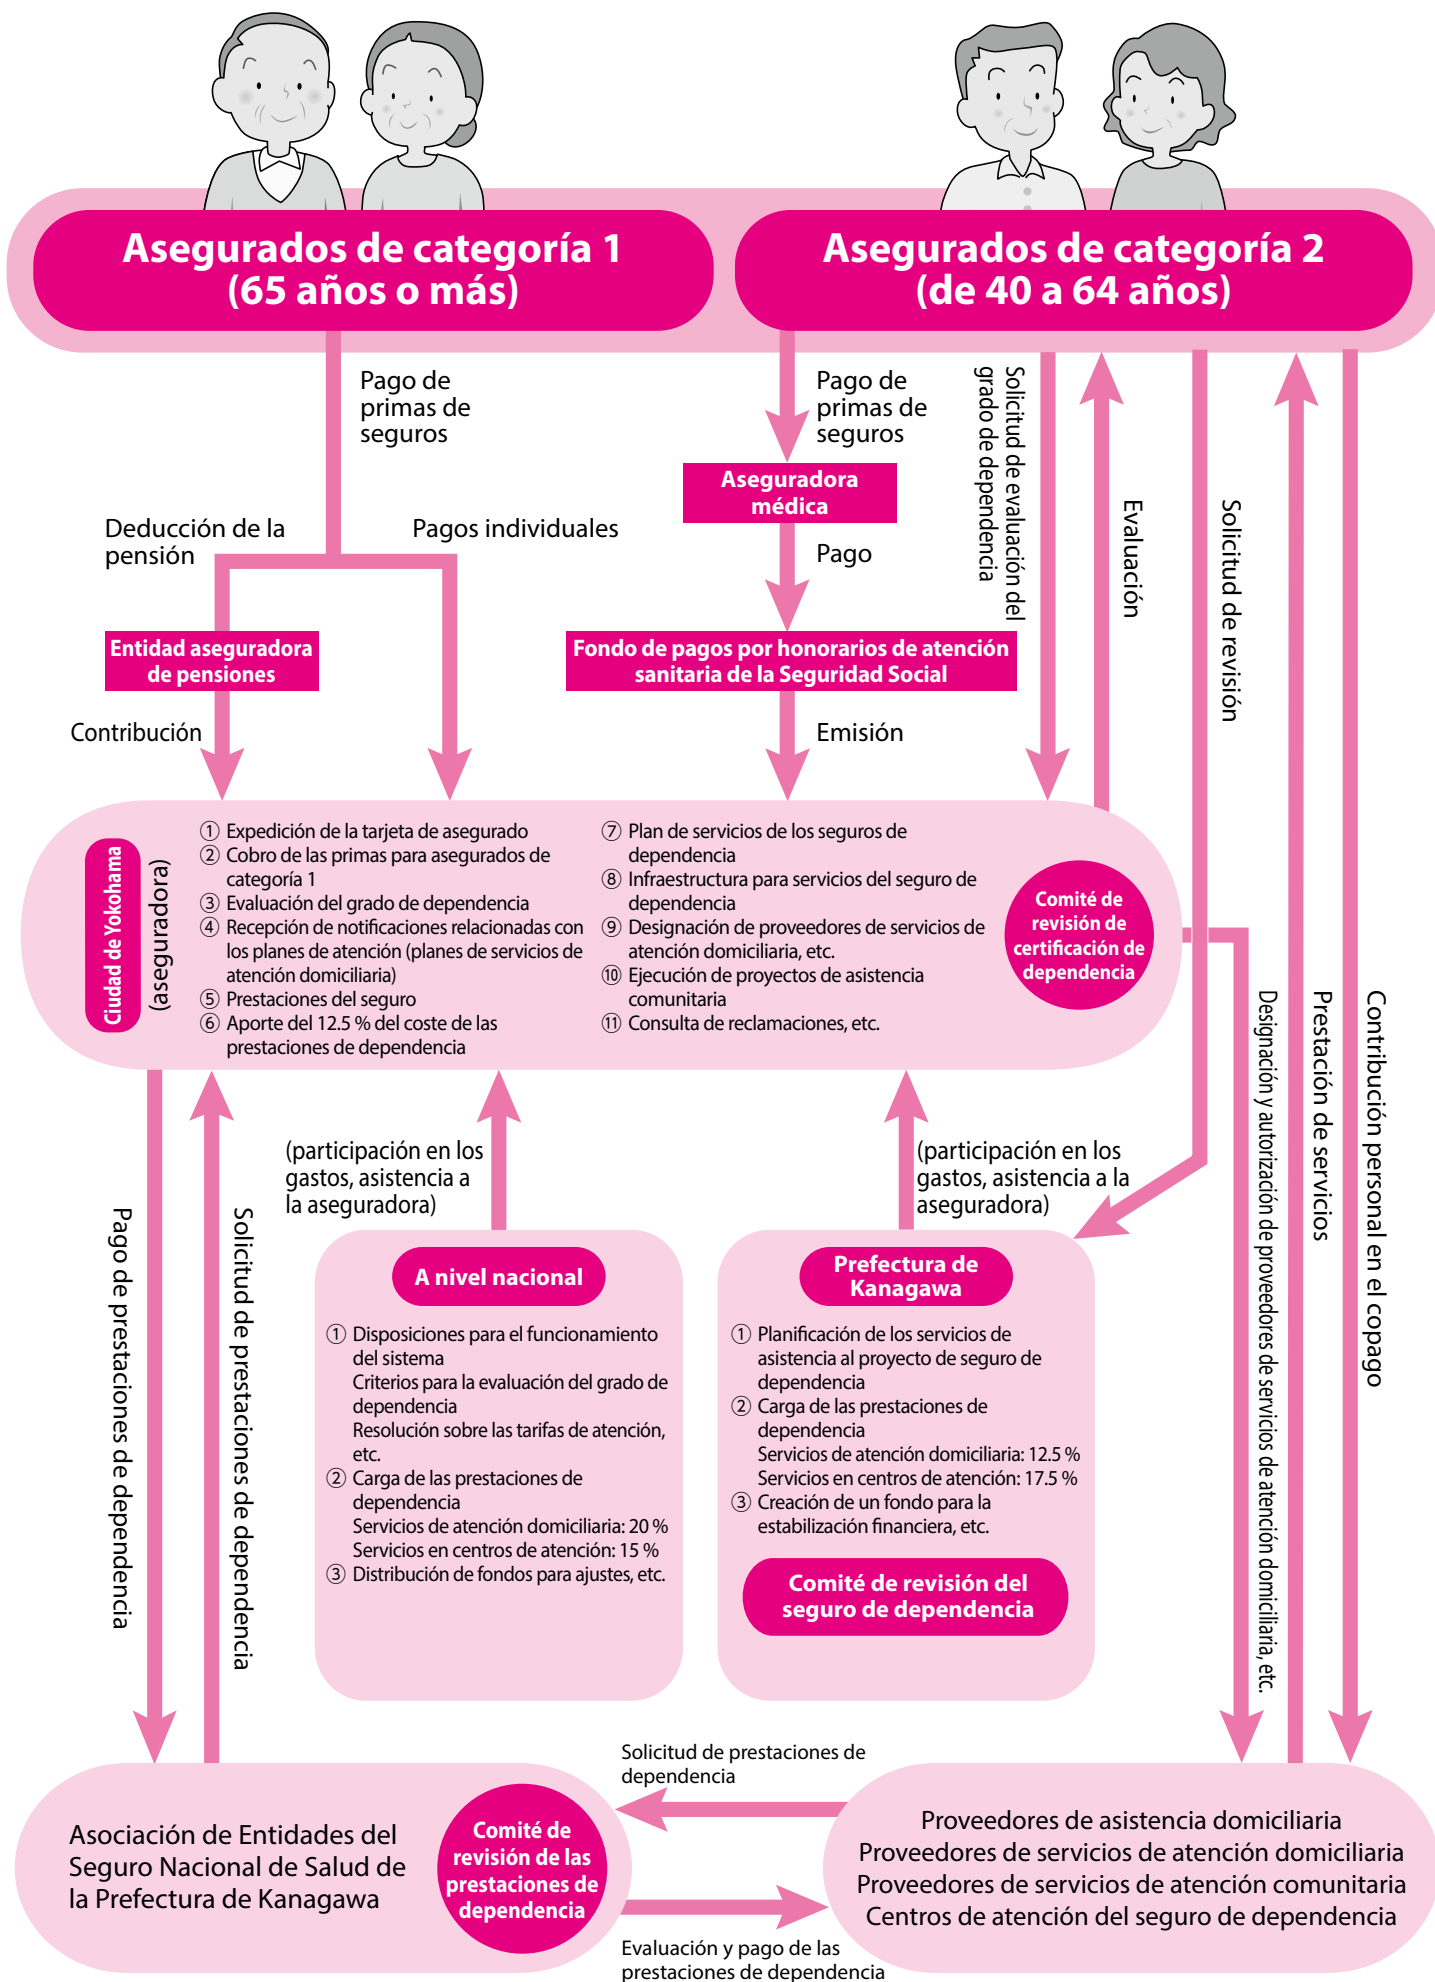 Asegurados de categoría 1
(65 años o más)
Asegurados de categoría 2
(de 40 a 64 años)
Pago de
primas de
seguros
Deducción de la
pensión
Pagos individuales
Entidad aseguradora
de pensiones
Contribución
Pago de
primas de
seguros
Aseguradora
médica
Pago
Fondo de pagos por honorarios de atención
sanitaria de la Seguridad Social
Emisión
Solicitud de evaluación del
grado de dependencia
Evaluación
Solicitud de revisión
Ciudad de Yokohama
(aseguradora)
① Expedición de la tarjeta de asegurado
② Cobro de las primas para asegurados de
categoría 1
③ Evaluación del grado de dependencia
④ Recepción de notificaciones relacionadas con
los planes de atención (planes de servicios de
atención domiciliaria)
⑤ Prestaciones del seguro
⑥ Aporte del 12.5 % del coste de las
prestaciones de dependencia
⑦ Plan de servicios de los seguros de
dependencia
⑧ Infraestructura para servicios del seguro de
dependencia
⑨ Designación de proveedores de servicios de
atención domiciliaria, etc.
⑩ Ejecución de proyectos de asistencia
comunitaria
⑪ Consulta de reclamaciones, etc.
Comité de
revisión de
certificación de
dependencia
Designación y autorización de proveedores de servicios de atención domiciliaria, etc.
Prestación de servicios
Contribución personal en el copago
Pago de prestaciones de dependencia
Solicitud de prestaciones de dependencia
(participación en los
gastos, asistencia a
la aseguradora)
(participación en los
gastos, asistencia a la
aseguradora)
A nivel nacional
① Disposiciones para el funcionamiento
del sistema
Criterios para la evaluación del grado de
dependencia
Resolución sobre las tarifas de atención,
etc.
② Carga de las prestaciones de
dependencia
Servicios de atención domiciliaria: 20 %
Servicios en centros de atención: 15 %
③ Distribución de fondos para ajustes, etc.
Prefectura de
Kanagawa
① Planificación de los servicios de
asistencia al proyecto de seguro de
dependencia
② Carga de las prestaciones de
dependencia
Servicios de atención domiciliaria: 12.5 %
Servicios en centros de atención: 17.5 %
③ Creación de un fondo para la
estabilización financiera, etc.
Comité de revisión del
seguro de dependencia
Asociación de Entidades del
Seguro Nacional de Salud de
la Prefectura de Kanagawa
Comité de
revisión de las
prestaciones de
dependencia
Solicitud de prestaciones de
dependencia
Evaluación y pago de las
prestaciones de dependencia
Proveedores de asistencia domiciliaria
Proveedores de servicios de atención domiciliaria
Proveedores de servicios de atención comunitaria
Centros de atención del seguro de dependencia